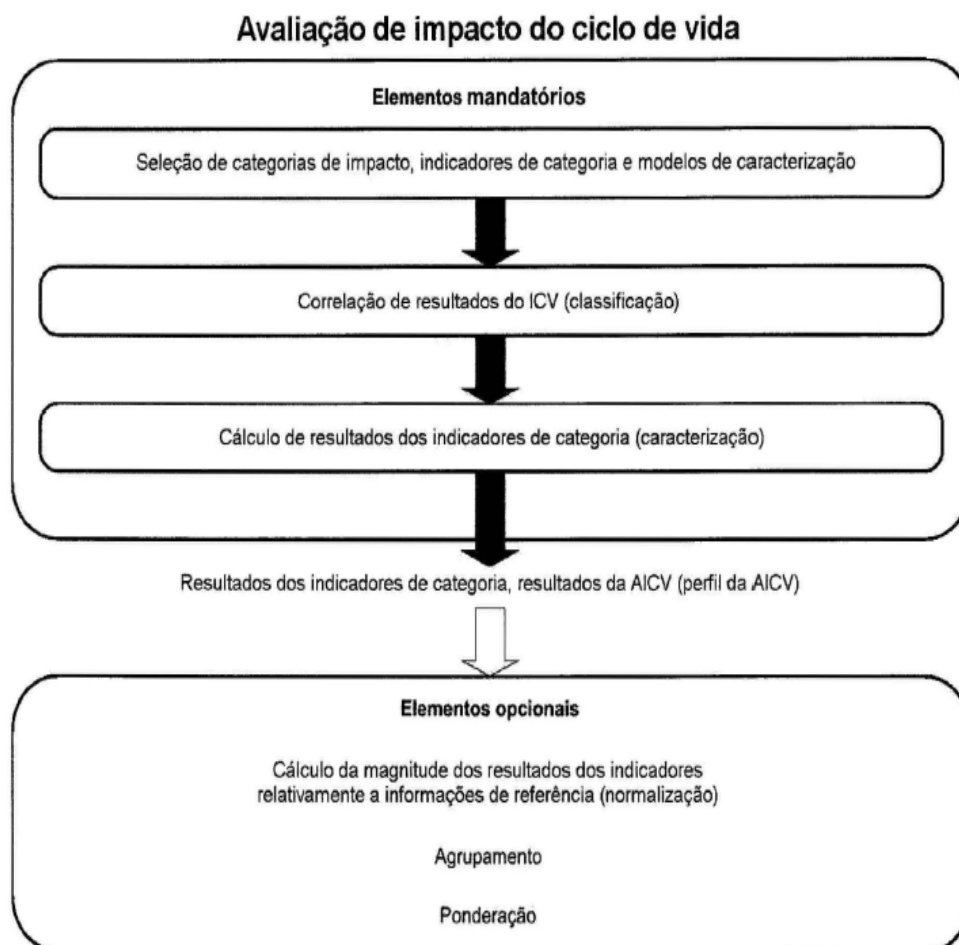 Avaliação de impacto do ciclo de vida
Elementos mandatórios
Seleção de categorias de impacto, indicadores de categoria e modelos de caracterização
Correlação de resultados do ICV (classificação)
Cálculo de resultados dos indicadores de categoria (caracterização)
Resultados dos indicadores de categoria, resultados da AICV (perfil da AICV)
Elementos opcionais
Cálculo da magnitude dos resultados dos indicadores
relativamente a informações de referência (normalização)
Agrupamento
Ponderação